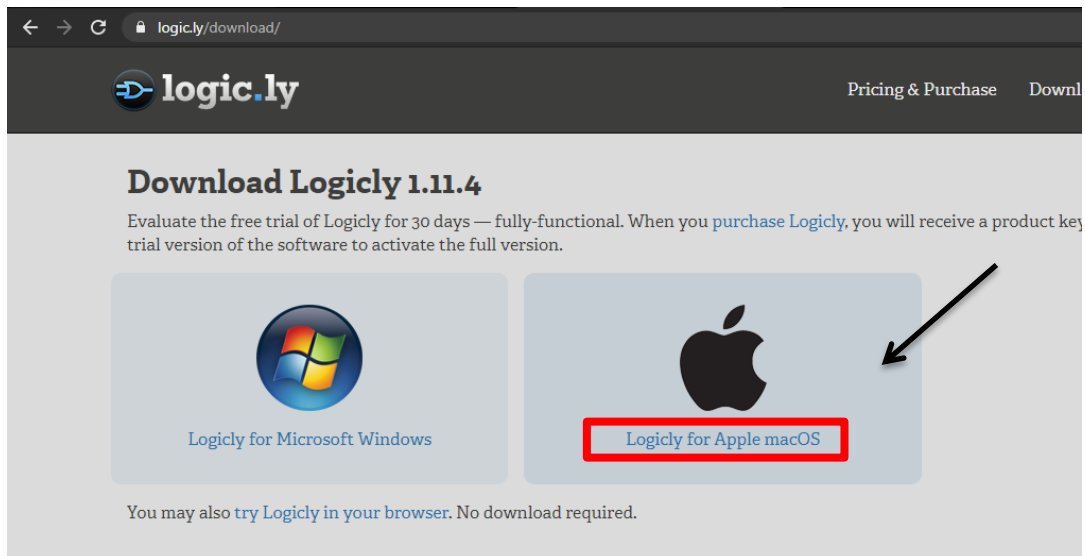 logic.ly/download/
logic.ly
Pricing & Purchase Downl
Download Logicly 1.11.4
Evaluate the free trial of Logicly for 30 days — fully-functional. When you purchase Logicly, you will receive a product key
trial version of the software to activate the full version.
Logicly for Microsoft Windows
Logicly for Apple macOS
You may also try Logicly in your browser. No download required.